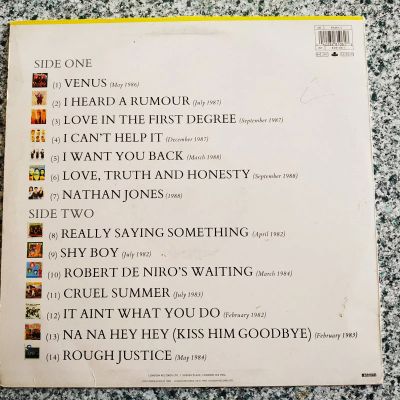 SIDE ONE
(1) VENUS (May 1986)
(2) I HEARD A RUMOUR (July 1987)
(3) LOVE IN THE FIRST DEGREE (September 1987)
(4) I CAN'T HELP IT (December 1987)
(5) I WANT YOU BACK (March 1988)
(6) LOVE, TRUTH AND HONESTY (September 1988)
(7) NATHAN JONES (1988)
SIDE TWO
(8) REALLY SAYING SOMETHING (April 1982)
(9) SHY BOY (July 1982)
(10) ROBERT DE NIRO'S WAITING (March 1984)
(11) CRUEL SUMMER (July 1983)
(12) IT AINT WHAT YOU DO (February 1982)
(13) NA NA HEY HEY (KISS HIM GOODBYE) (February 1983)
(14) ROUGH JUSTICE (May 1984)